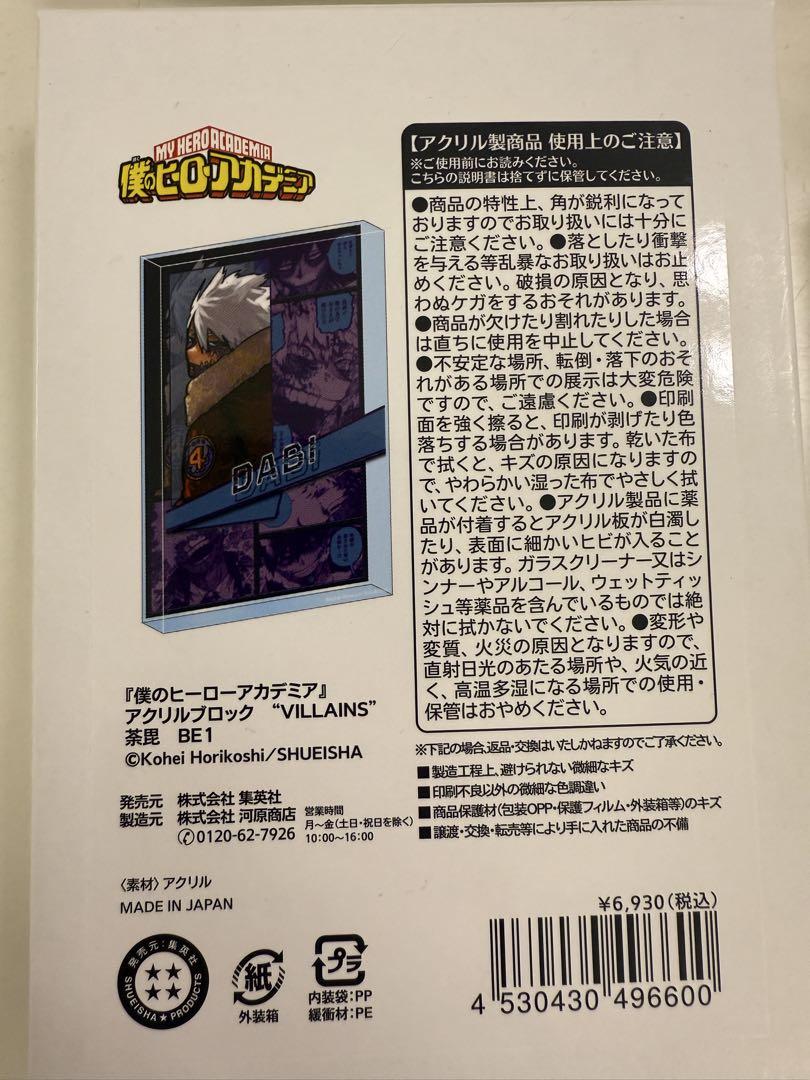 MY HERO ACADEMIA
僕のヒーローアカデミア
4
DABI
【アクリル製商品 使用上のご注意】
※ご使用前にお読みください。
こちらの説明書は捨てずに保管してください。
●商品の特性上、角が鋭利になって
おりますのでお取り扱いには十分に
ご注意ください。●落としたり衝撃
を与える等乱暴なお取り扱いはお止
めください。破損の原因となり、思
わぬケガをするおそれがあります。
●商品が欠けたり割れたりした場合
は直ちに使用を中止してください。
●不安定な場所、転倒・落下のおそ
れがある場所での展示は大変危険
ですので、ご遠慮ください。●印刷
面を強く擦ると、印刷が剥げたり色
落ちする場合があります。乾いた布
で拭くと、キズの原因になりますの
で、やわらかい湿った布でやさしく拭
いてください。●アクリル製品に薬
品が付着するとアクリル板が白濁し
たり、表面に細かいヒビが入ること
があります。ガラスクリーナー又はシ
ンナーやアルコール、ウェットティッ
シュ等薬品を含んでいるものでは絶
対に拭かないでください。●変形や
変質、火災の原因となりますので、
直射日光のあたる場所や、火気の近
く、高温多湿になる場所での使用・
保管はおやめください。
※下記の場合、返品・交換はいたしかねますのでご了承ください。
■製造工程上、避けられない微細なキズ
■印刷不良以外の微細な色調違い
■商品保護材(包装OPP・保護フィルム・外装箱等)のキズ
■譲渡・交換・転売等により手に入れた商品の不備
『僕のヒーローアカデミア』
アクリルブロック “VILLAINS”
荼毘 BE1
©Kohei Horikoshi/SHUEISHA
発売元 株式会社 集英社
製造元 株式会社 河原商店
0120-62-7926
営業時間
月〜金(土日・祝日を除く)
10:00〜16:00
〈素材〉アクリル
MADE IN JAPAN
発売元:集英社
SHUEISHA★PRODUCTS
紙
外装箱
プラ
内装袋:PP
緩衝材:PE
¥6,930(税込)
4 530430 496600